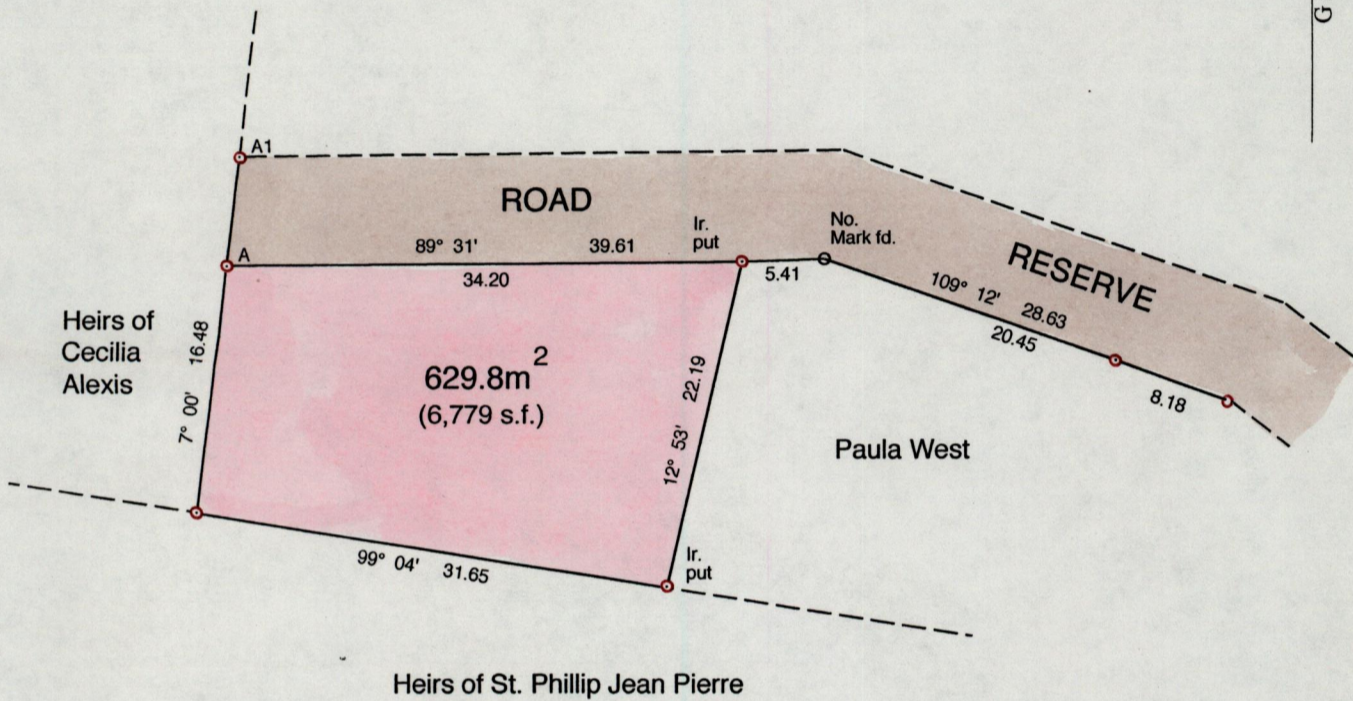 G
A1
ROAD
Ir.
put
No.
Mark fd.
A
89° 31' 39.61
34.20
5.41
RESERVE
109° 12' 28.63
20.45
8.18
Heirs of
Cecilia
Alexis
7° 00' 16.48
629.8m2
(6,779 s.f.)
12° 53' 22.19
Paula West
99° 04' 31.65
Ir.
put
Heirs of St. Phillip Jean Pierre